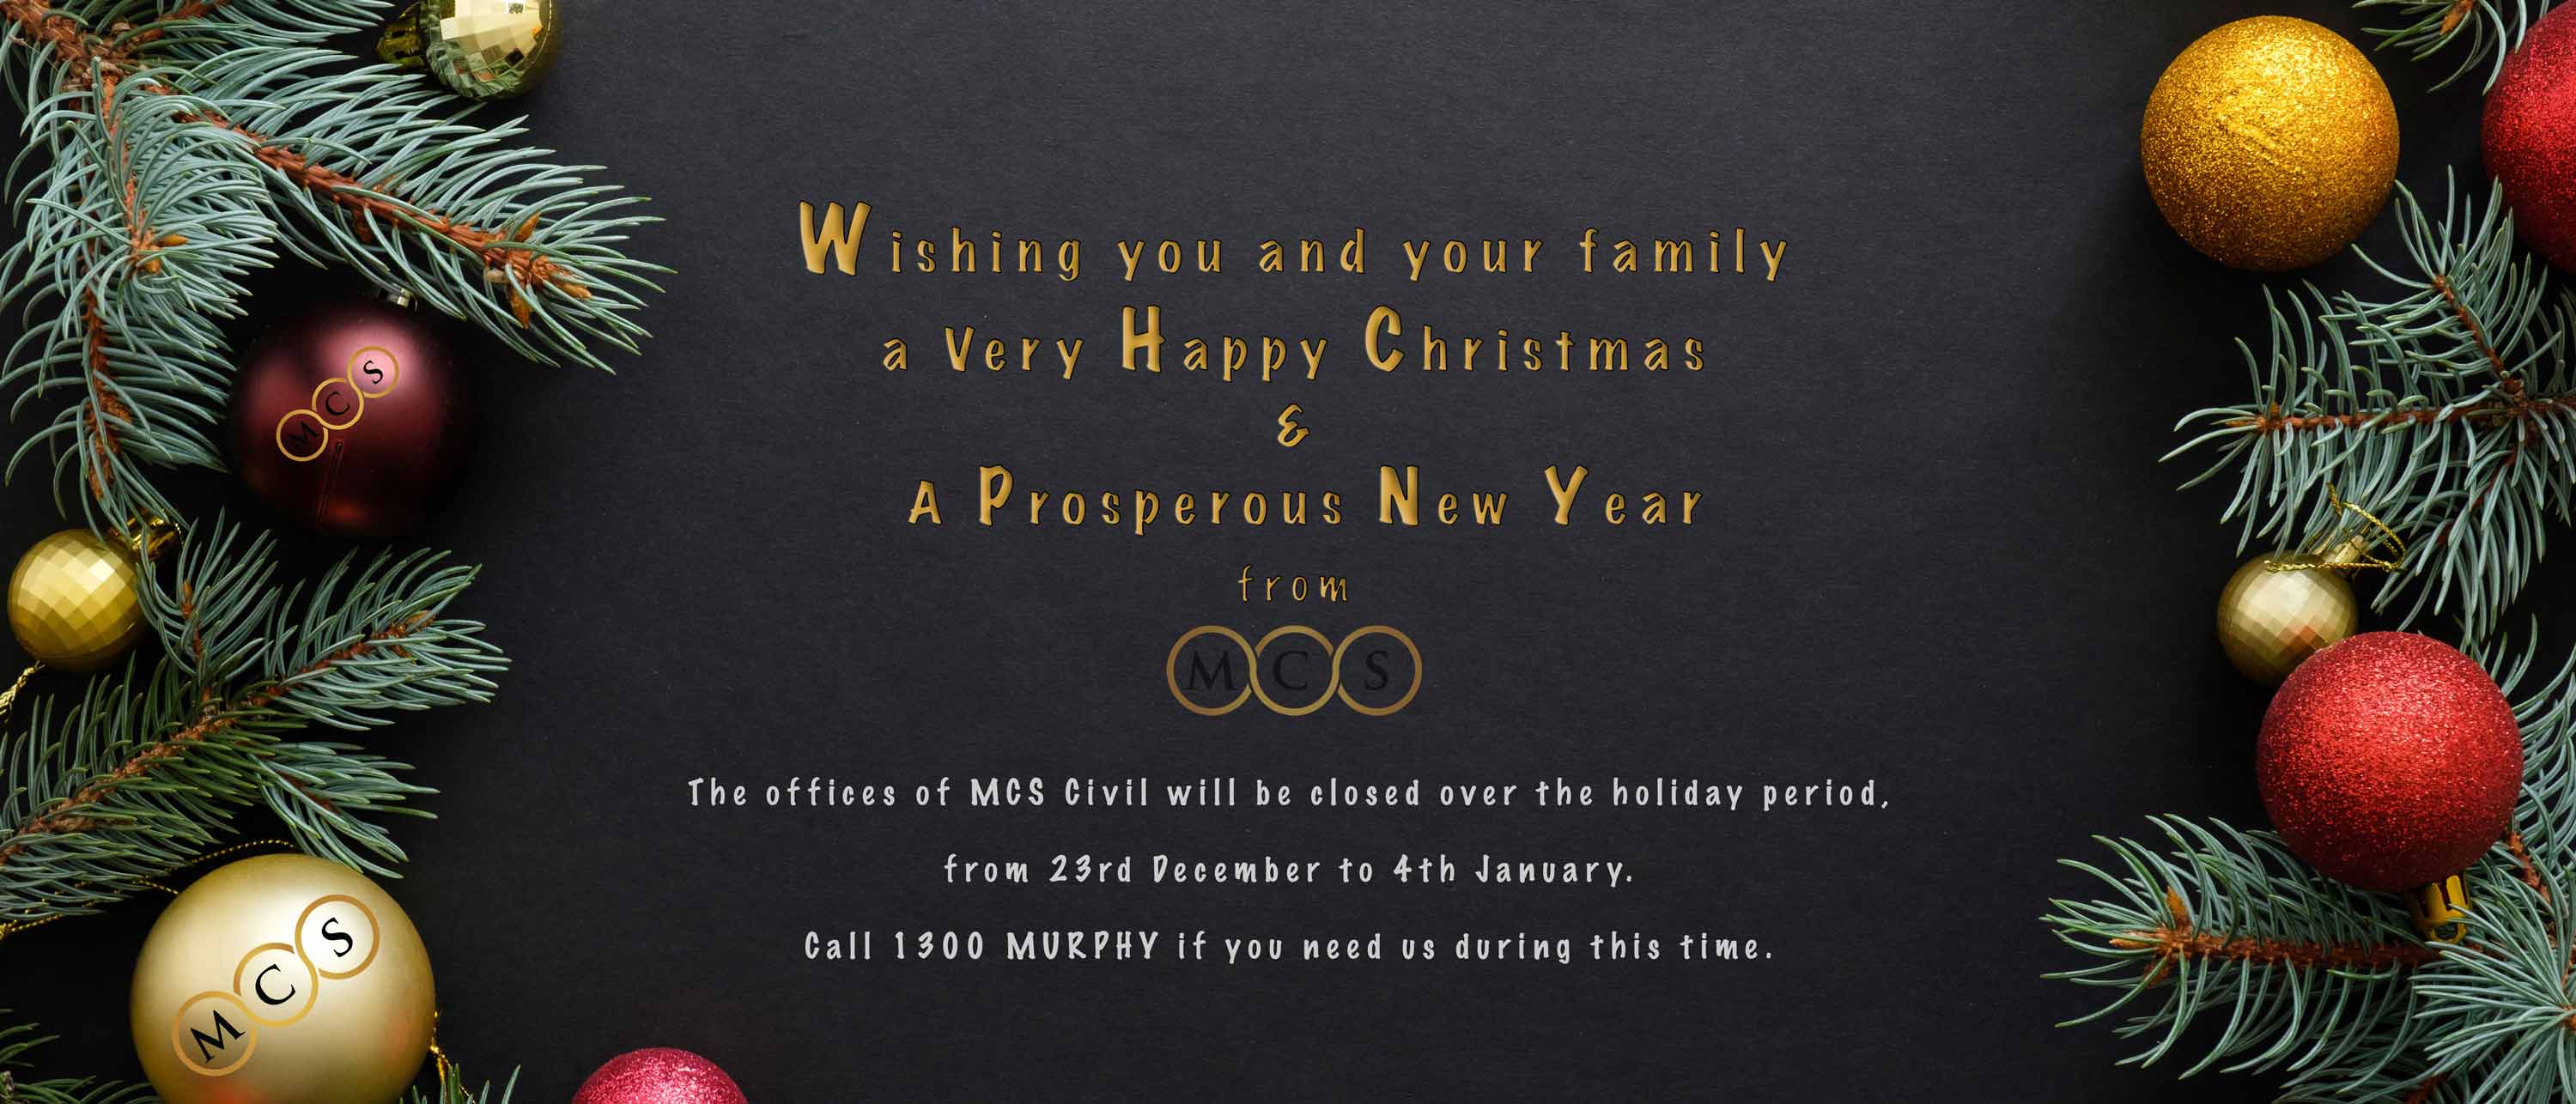 Wishing you and your family
a Very Happy Christmas
&
A Prosperous New Year
from
MCS
The offices of MCS Civil will be closed over the holiday period,
from 23rd December to 4th January.
Call 1300 MURPHY if you need us during this time.
MCS
MCS